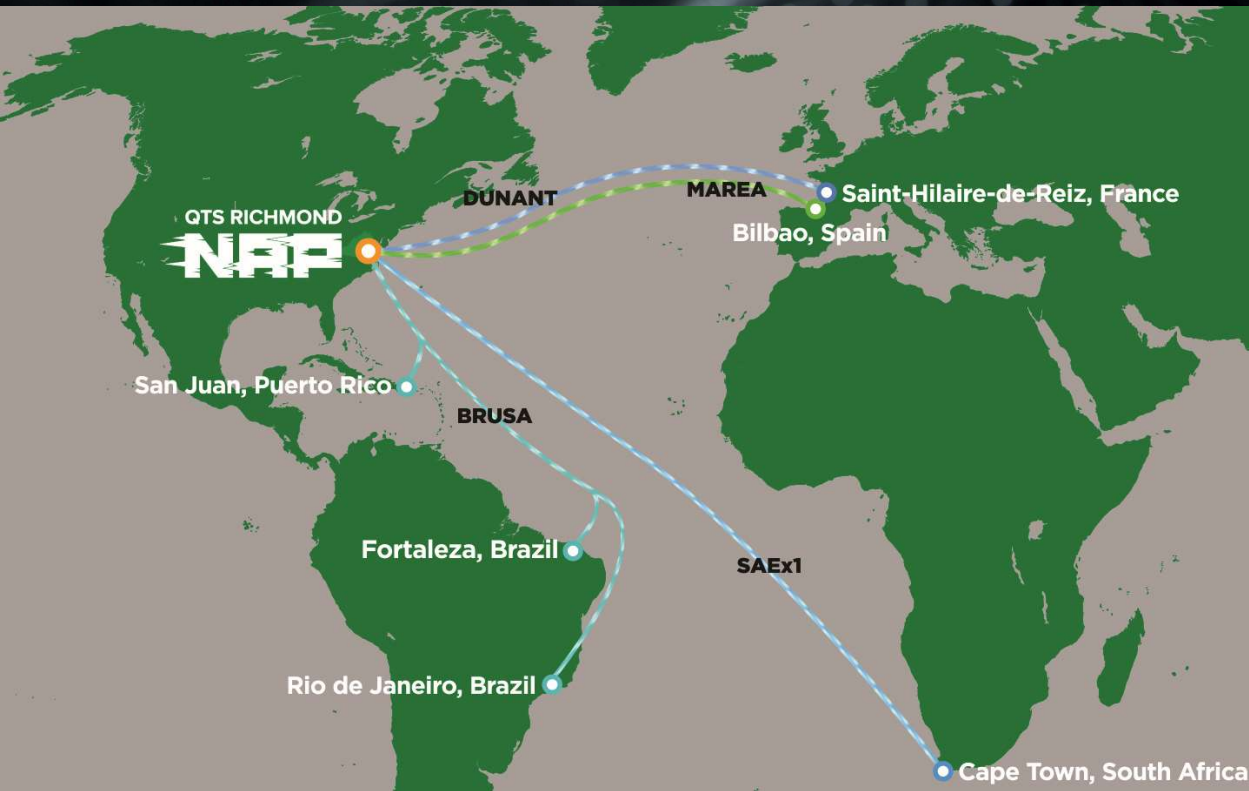 DUNANT
MAREA
Saint-Hilaire-de-Reiz, France
QTS RICHMOND
NAP
Bilbao, Spain
San Juan, Puerto Rico
BRUSA
Fortaleza, Brazil
SAEx1
Rio de Janeiro, Brazil
Cape Town, South Africa